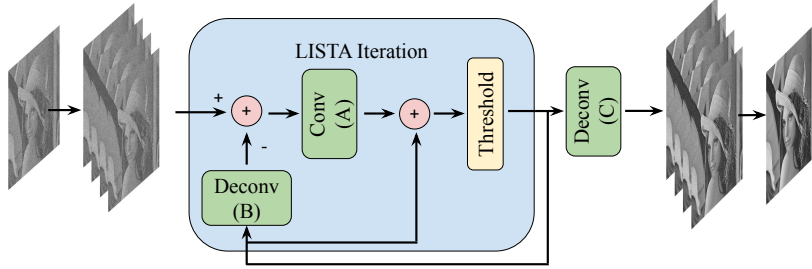 LISTA Iteration
+
+
-
Conv
(A)
+
Threshold
Deconv
(B)
Deconv
(C)